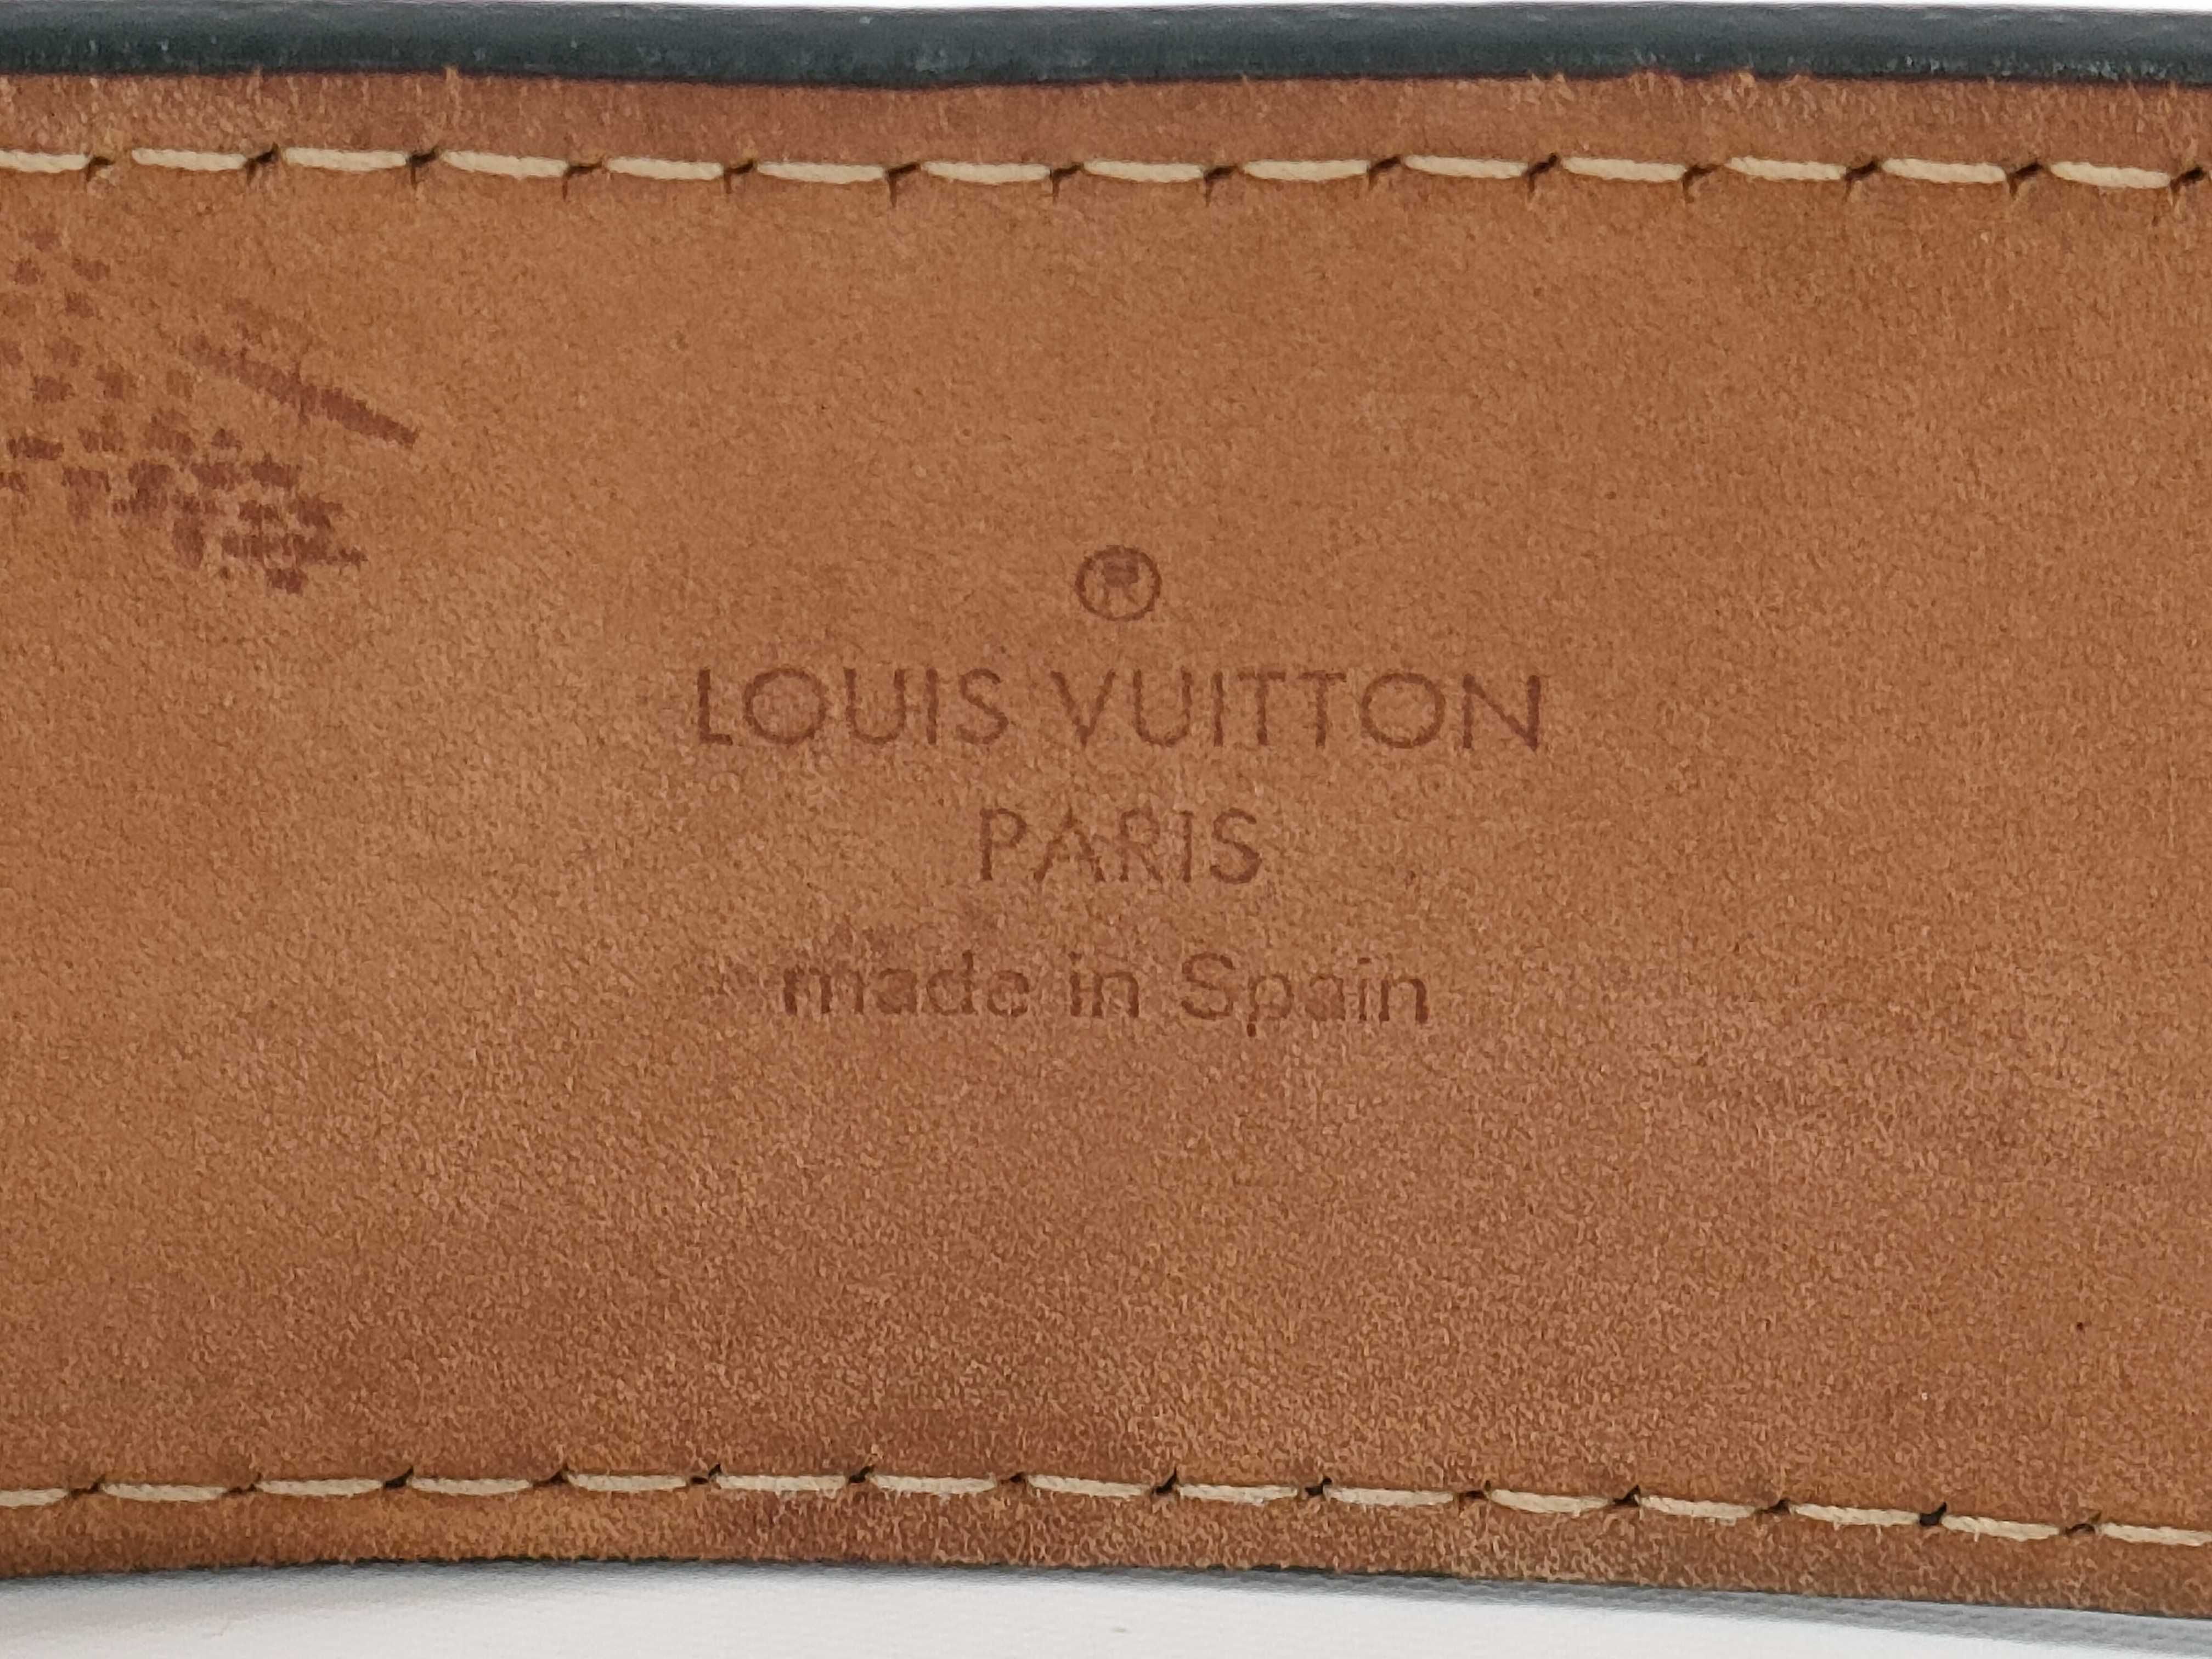 ®
LOUIS VUITTON
PARIS
made in Spain